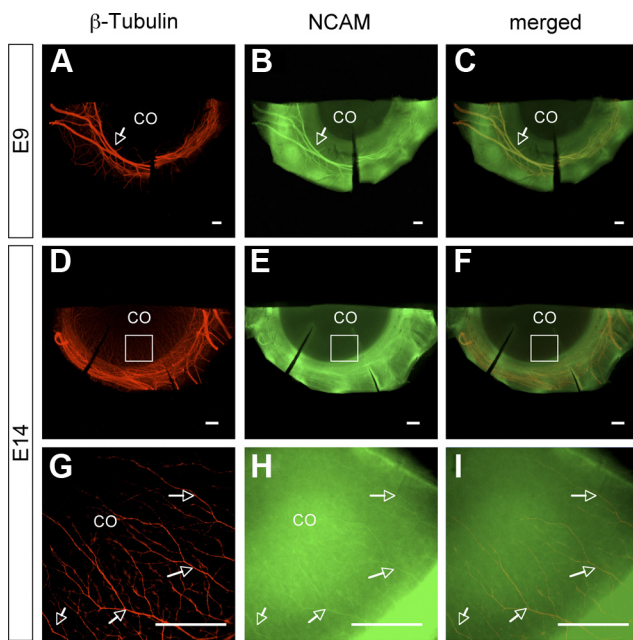 β-Tubulin NCAM merged
E9
A B C
CO CO CO
E14
D E F
CO CO CO
G H I
CO CO